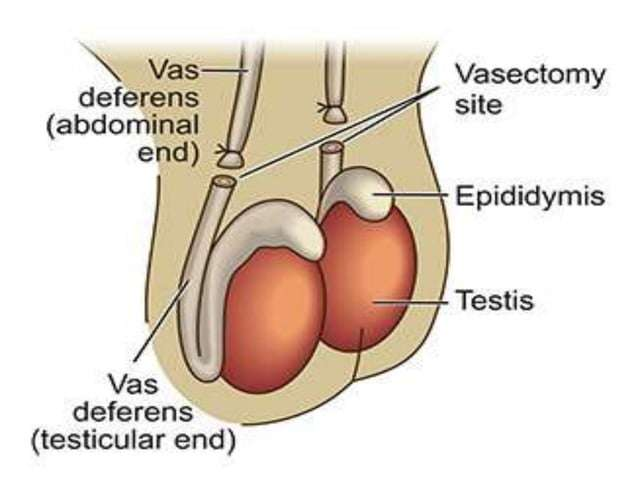 Vas
deferens
(abdominal
end)
Vasectomy
site
Epididymis
Testis
Vas
deferens
(testicular end)